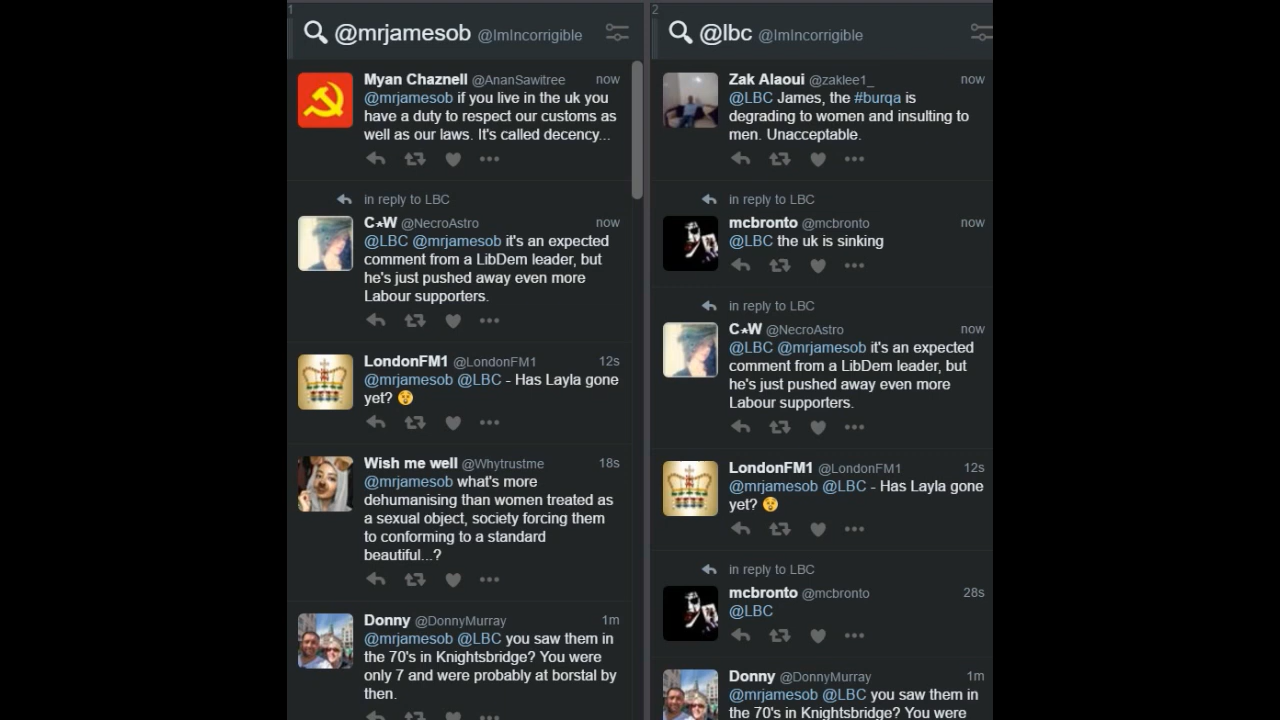 1
@mrjamesob @ImIncorrigible
Myan Chaznell @AnanSawitree now
@mrjamesob if you live in the uk you
have a duty to respect our customs as
well as our laws. It's called decency...
in reply to LBC
C★W @NecroAstro now
@LBC @mrjamesob it's an expected
comment from a LibDem leader, but
he's just pushed away even more
Labour supporters.
LondonFM1 @LondonFM1 12s
@mrjamesob @LBC - Has Layla gone
yet? 🤫
Wish me well @Whytrustme 18s
@mrjamesob what's more
dehumanising than women treated as
a sexual object, society forcing them
to conforming to a standard
beautiful...?
Donny @DonnyMurray 1m
@mrjamesob @LBC you saw them in
the 70's in Knightsbridge? You were
only 7 and were probably at borstal by
then.
2
@lbc @ImIncorrigible
Zak Alaoui @zaklee1_ now
@LBC James, the #burqa is
degrading to women and insulting to
men. Unacceptable.
in reply to LBC
mcbronto @mcbronto now
@LBC the uk is sinking
in reply to LBC
C★W @NecroAstro now
@LBC @mrjamesob it's an expected
comment from a LibDem leader, but
he's just pushed away even more
Labour supporters.
LondonFM1 @LondonFM1 12s
@mrjamesob @LBC - Has Layla gone
yet? 🤫
in reply to LBC
mcbronto @mcbronto 28s
@LBC
Donny @DonnyMurray 1m
@mrjamesob @LBC you saw them in
the 70's in Knightsbridge? You were